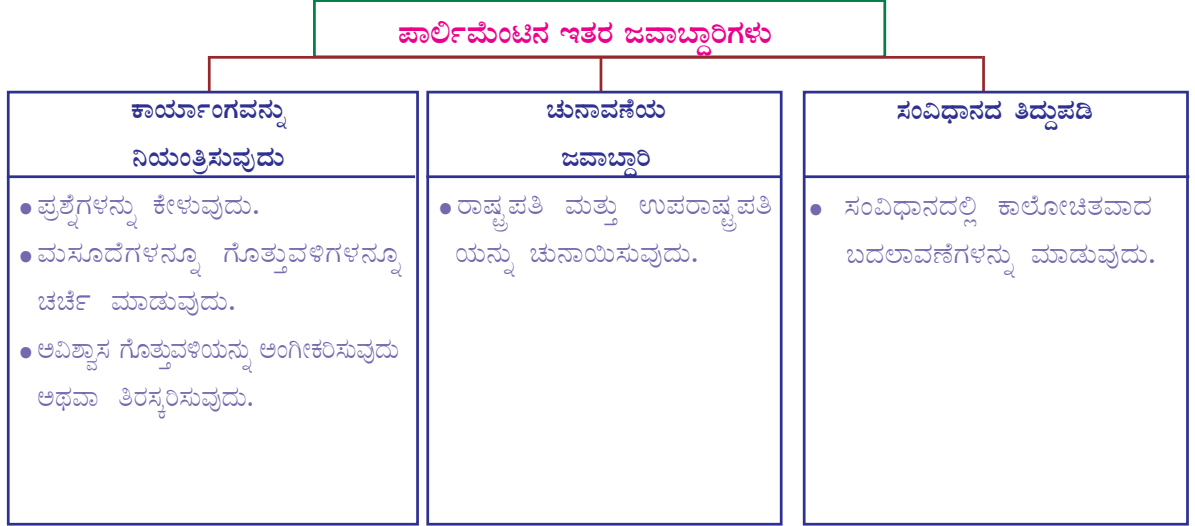 ಪಾರ್ಲಿಮೆಂಟಿನ ಇತರ ಜವಾಬ್ದಾರಿಗಳು
ಕಾರ್ಯಾಂಗವನ್ನು
ನಿಯಂತ್ರಿಸುವುದು
• ಪ್ರಶ್ನೆಗಳನ್ನು ಕೇಳುವುದು.
• ಮಸೂದೆಗಳನ್ನೂ ಗೊತ್ತುವಳಿಗಳನ್ನೂ
ಚರ್ಚೆ ಮಾಡುವುದು.
• ಅವಿಶ್ವಾಸ ಗೊತ್ತುವಳಿಯನ್ನು ಅಂಗೀಕರಿಸುವುದು
ಅಥವಾ ತಿರಸ್ಕರಿಸುವುದು.
ಚುನಾವಣೆಯ
ಜವಾಬ್ದಾರಿ
• ರಾಷ್ಟ್ರಪತಿ ಮತ್ತು ಉಪರಾಷ್ಟ್ರಪತಿ
ಯನ್ನು ಚುನಾಯಿಸುವುದು.
ಸಂವಿಧಾನದ ತಿದ್ದುಪಡಿ
• ಸಂವಿಧಾನದಲ್ಲಿ ಕಾಲೋಚಿತವಾದ
ಬದಲಾವಣೆಗಳನ್ನು ಮಾಡುವುದು.